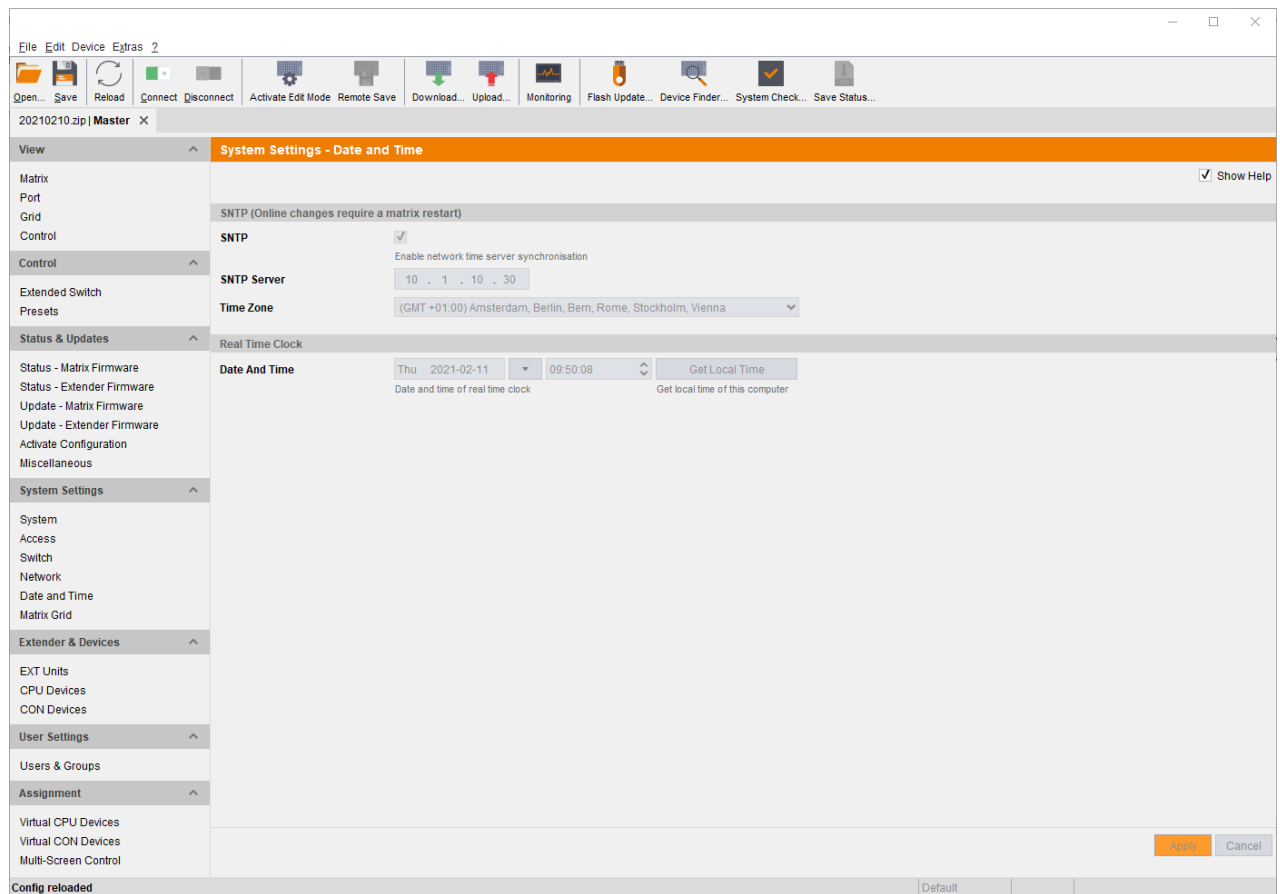 File Edit Device Extras ?
Open... Save Reload Connect Disconnect Activate Edit Mode Remote Save Download... Upload... Monitoring Flash Update... Device Finder... System Check... Save Status...
20210210.zip | Master
View
Matrix
Port
Grid
Control
Control
Extended Switch
Presets
Status & Updates
Status - Matrix Firmware
Status - Extender Firmware
Update - Matrix Firmware
Update - Extender Firmware
Activate Configuration
Miscellaneous
System Settings
System
Access
Switch
Network
Date and Time
Matrix Grid
Extender & Devices
EXT Units
CPU Devices
CON Devices
User Settings
Users & Groups
Assignment
Virtual CPU Devices
Virtual CON Devices
Multi-Screen Control
System Settings - Date and Time
Show Help
SNTP (Online changes require a matrix restart)
SNTP
Enable network time server synchronisation
SNTP Server 10 . 1 . 10 . 30
Time Zone (GMT +01:00) Amsterdam, Berlin, Bern, Rome, Stockholm, Vienna
Real Time Clock
Date And Time Thu 2021-02-11 09:50:08 Get Local Time
Date and time of real time clock Get local time of this computer
Apply Cancel
Config reloaded Default